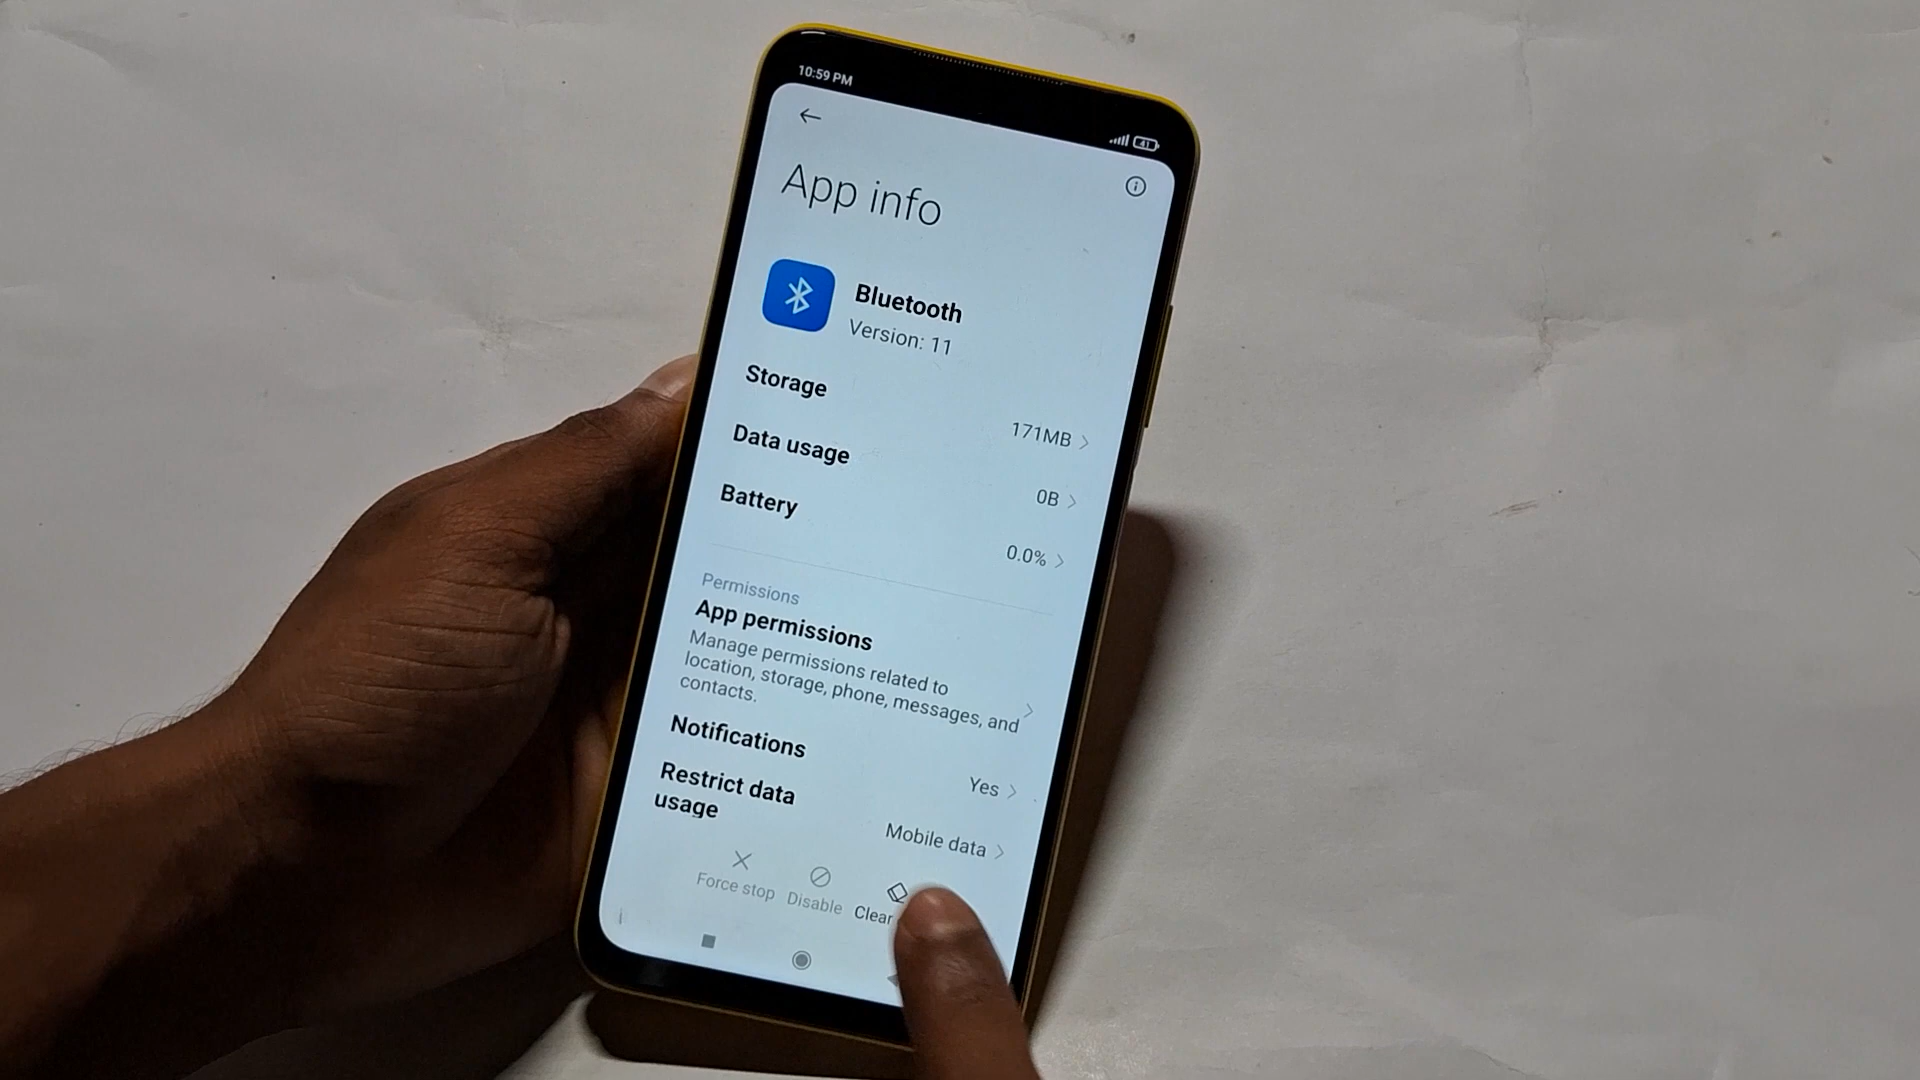 10:59 PM
41
App info
Bluetooth
Version: 11
Storage
171MB
Data usage
0B
Battery
0.0%
Permissions
App permissions
Manage permissions related to
location, storage, phone, messages, and
contacts.
Notifications
Yes
Restrict data
usage
Mobile data
Force stop
Disable
Clear